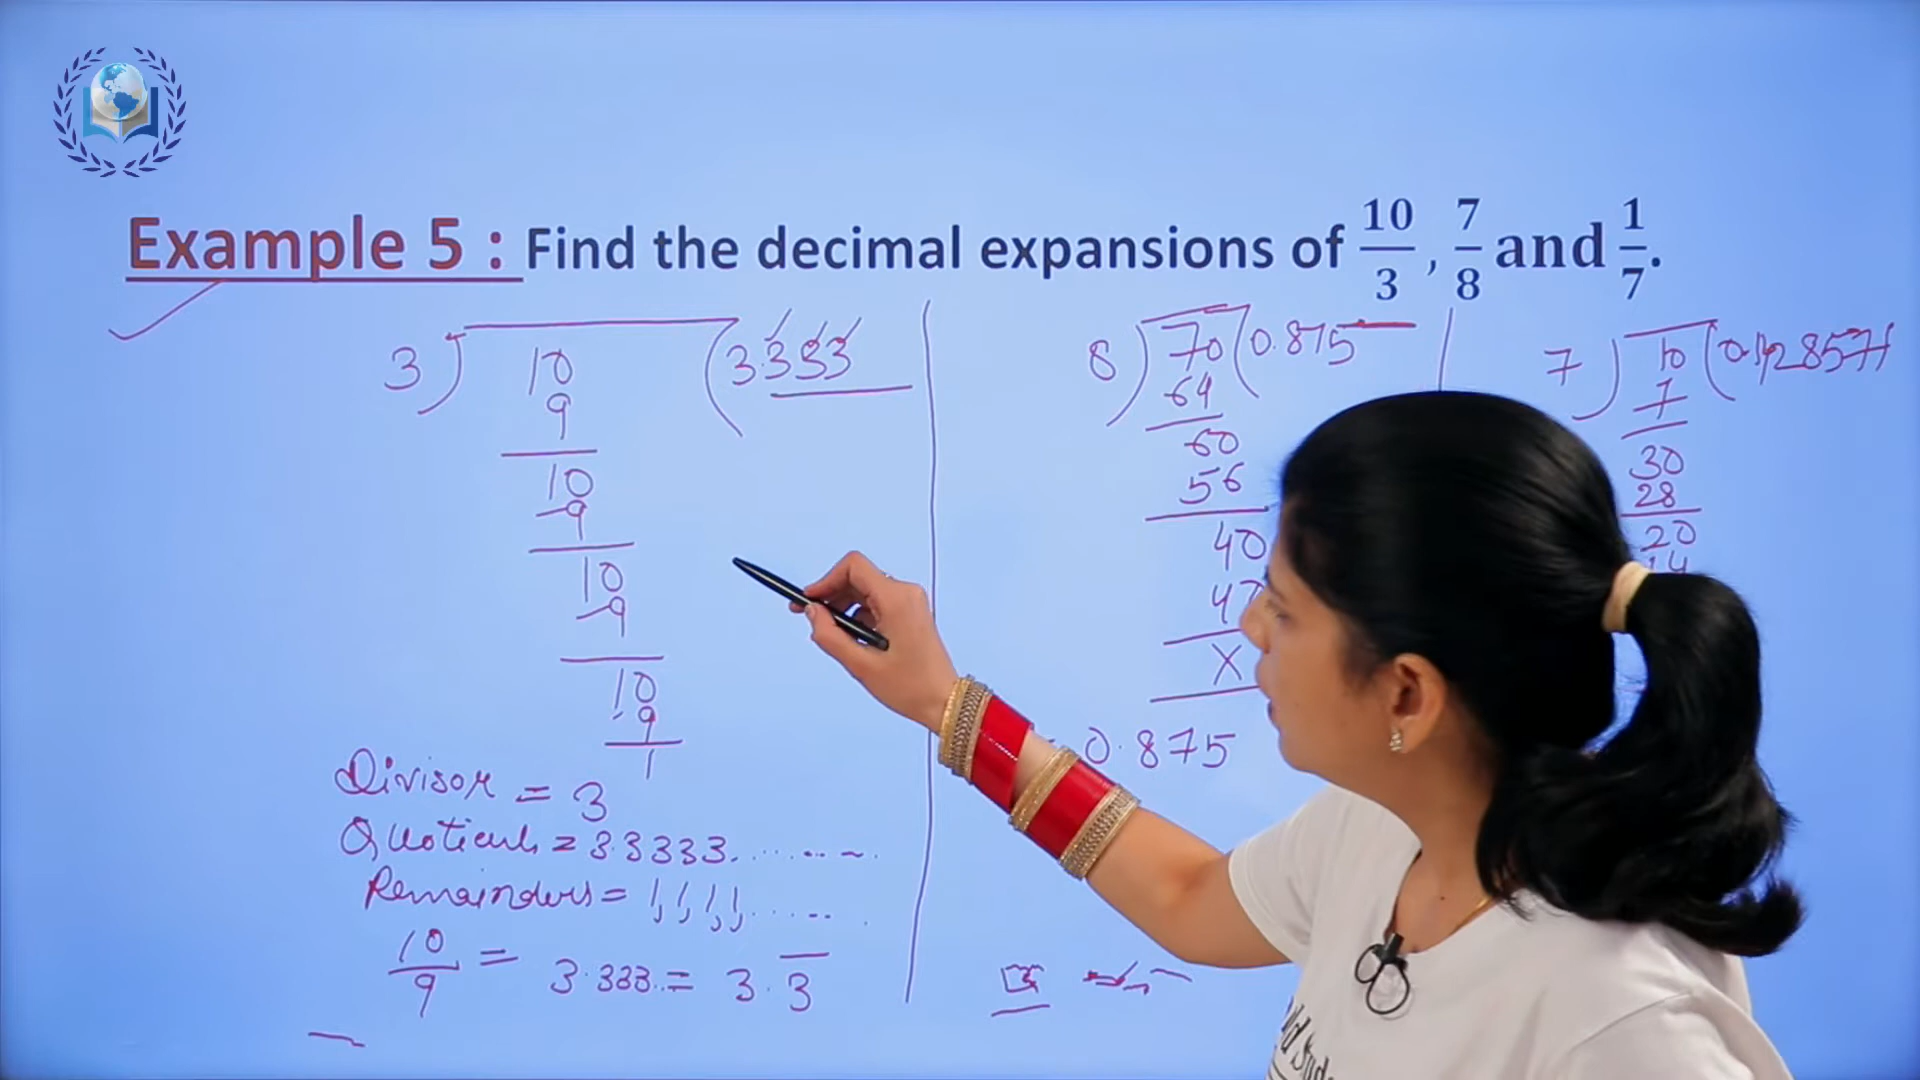 Example 5 : Find the decimal expansions of 10/3, 7/8 and 1/7.
3) 10 (3.333
9
10
-9
10
-9
10
-9
1
Divisor = 3
Quotient = 3.3333.......
Remainders = 1,1,1,1,......
10/9 = 3.333.. = 3.3̅
8) 70 (0.875
64
60
56
40
X
0.875
7) 10 (0.1428571
7
30
28
20
14